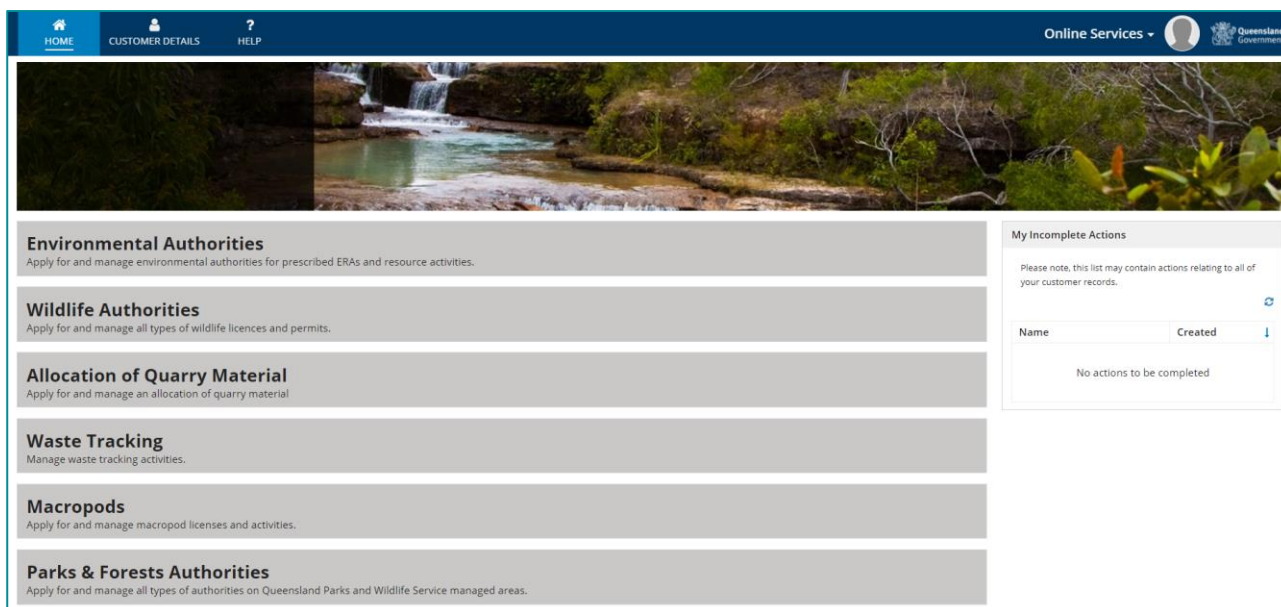 HOME
CUSTOMER DETAILS
? HELP
Online Services
Queensland
Government
Environmental Authorities
Apply for and manage environmental authorities for prescribed ERAs and resource activities.
Wildlife Authorities
Apply for and manage all types of wildlife licences and permits.
Allocation of Quarry Material
Apply for and manage an allocation of quarry material
Waste Tracking
Manage waste tracking activities.
Macropods
Apply for and manage macropod licenses and activities.
Parks & Forests Authorities
Apply for and manage all types of authorities on Queensland Parks and Wildlife Service managed areas.
My Incomplete Actions
Please note, this list may contain actions relating to all of
your customer records.
Name Created
No actions to be completed